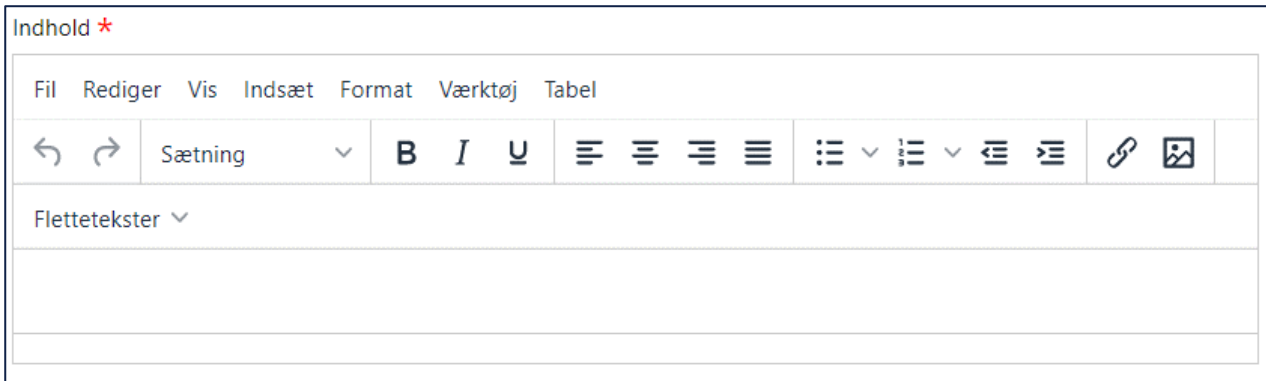 Indhold *
Fil Rediger Vis Indsæt Format Værktøj Tabel
Sætning B I U
Flettetekster